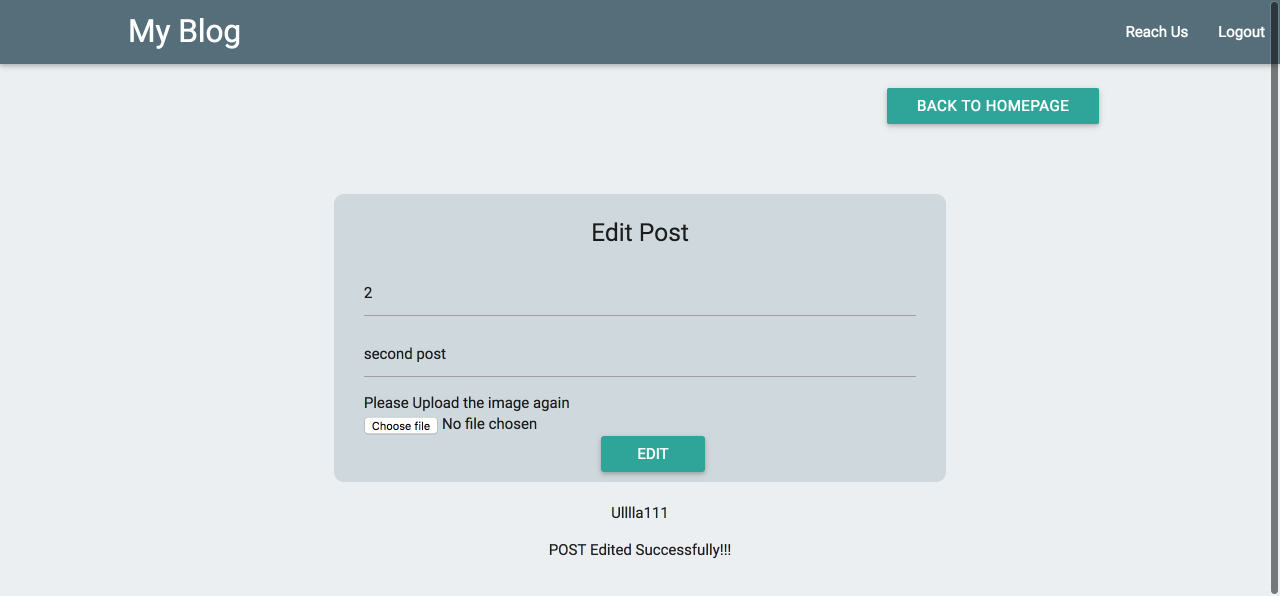 My Blog
Reach Us
Logout
BACK TO HOMEPAGE
Edit Post
2
second post
Please Upload the image again
Choose file No file chosen
EDIT
Ulllla111
POST Edited Successfully!!!